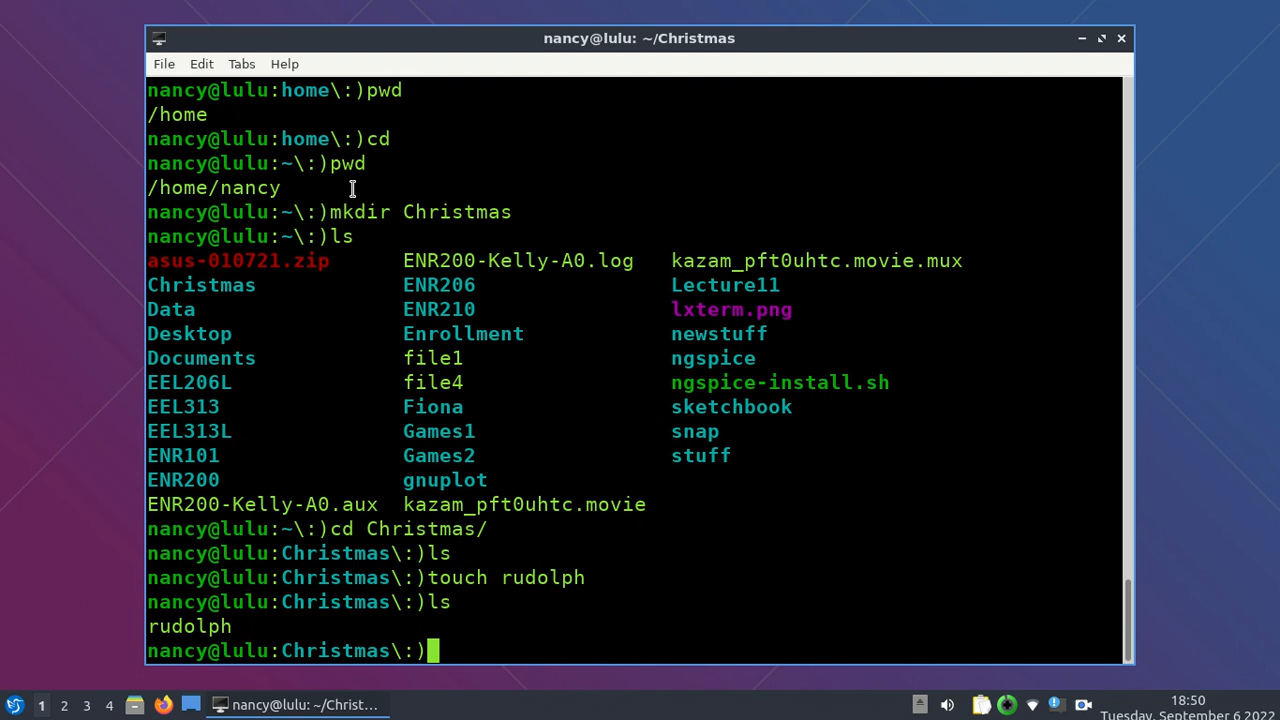 nancy@lulu: ~/Christmas
File Edit Tabs Help
nancy@lulu:home\:)pwd
/home
nancy@lulu:home\:)cd
nancy@lulu:~\:)pwd
/home/nancy
nancy@lulu:~\:)mkdir Christmas
nancy@lulu:~\:)ls
asus-010721.zip ENR200-Kelly-A0.log kazam_pft0uhtc.movie.mux
Christmas ENR206 Lecture11
Data ENR210 lxterm.png
Desktop Enrollment newstuff
Documents file1 ngspice
EEL206L file4 ngspice-install.sh
EEL313 Fiona sketchbook
EEL313L Games1 snap
ENR101 Games2 stuff
ENR200 gnuplot
ENR200-Kelly-A0.aux kazam_pft0uhtc.movie
nancy@lulu:~\:)cd Christmas/
nancy@lulu:Christmas\:)ls
nancy@lulu:Christmas\:)touch rudolph
nancy@lulu:Christmas\:)ls
rudolph
nancy@lulu:Christmas\:)
1 2 3 4 nancy@lulu: ~/Christ... 18:50
Tuesday, September 6 2022